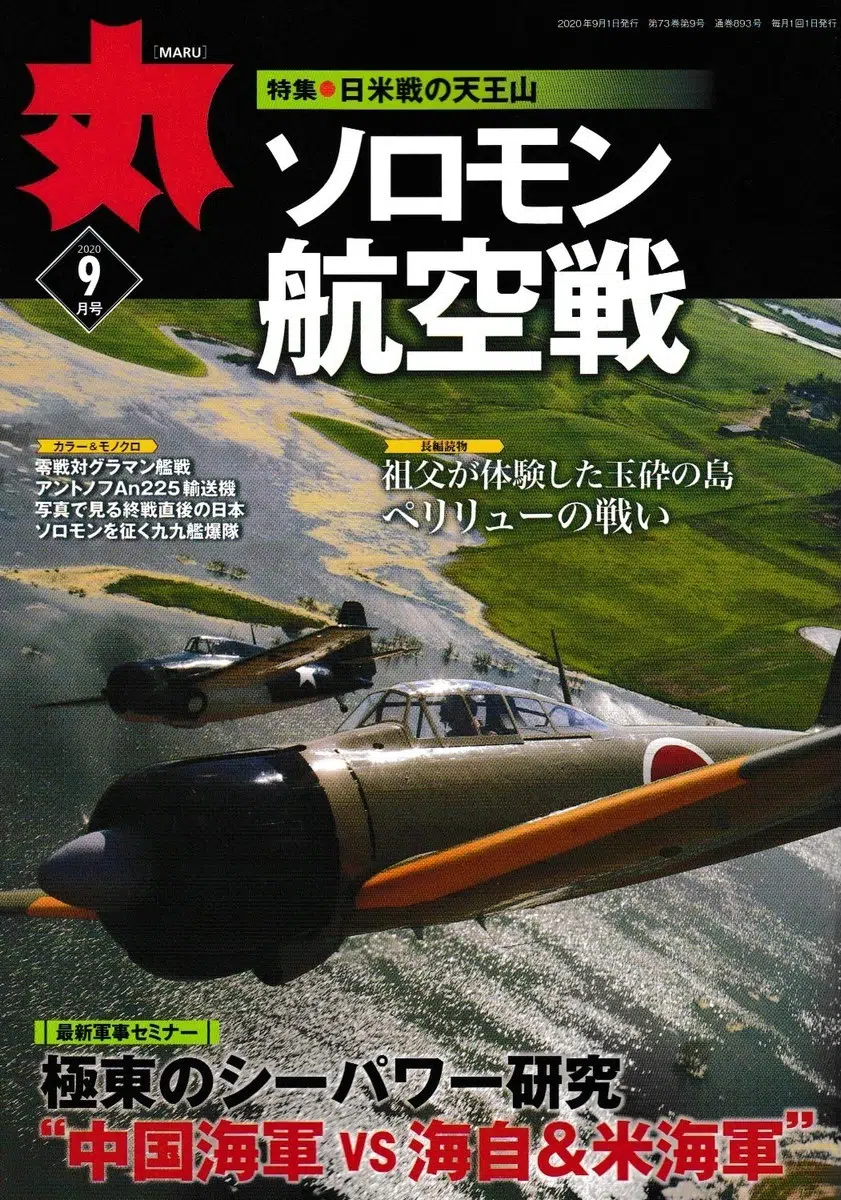 2020年9月1日発行 第73巻第9号 通巻893号 毎月1回1日発行
丸
[MARU]
特集●日米戦の天王山
ソロモン
航空戦
2020
9
月号
カラー&モノクロ
零戦対グラマン艦戦
アントノフAn225輸送機
写真で見る終戦直後の日本
ソロモンを征く九九艦爆隊
長編読物
祖父が体験した玉砕の島
ペリリューの戦い
最新軍事セミナー
極東のシーパワー研究
“中国海軍 vs 海自&米海軍”